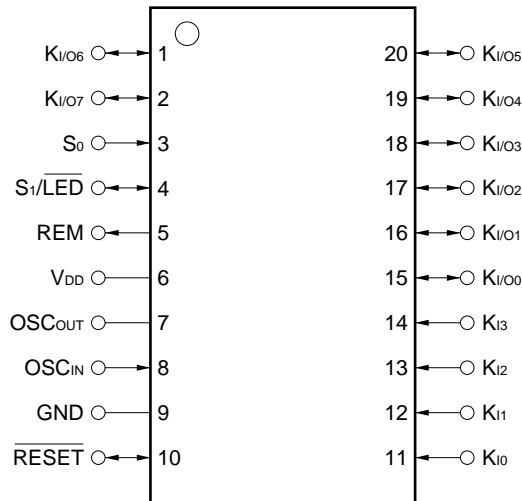 KI/O6 1 20 KI/O5
KI/O7 2 19 KI/O4
S0 3 18 KI/O3
S1/LED 4 17 KI/O2
REM 5 16 KI/O1
VDD 6 15 KI/O0
OSCOUT 7 14 KI3
OSCIN 8 13 KI2
GND 9 12 KI1
RESET 10 11 KI0